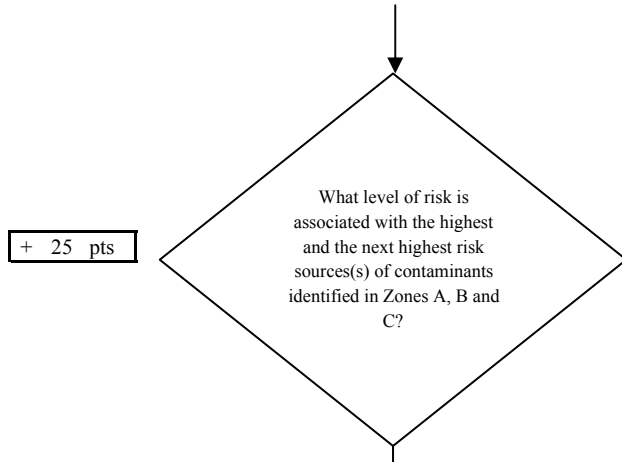 What level of risk is
associated with the highest
and the next highest risk
sources(s) of contaminants
identified in Zones A, B and
C?
+ 25 pts